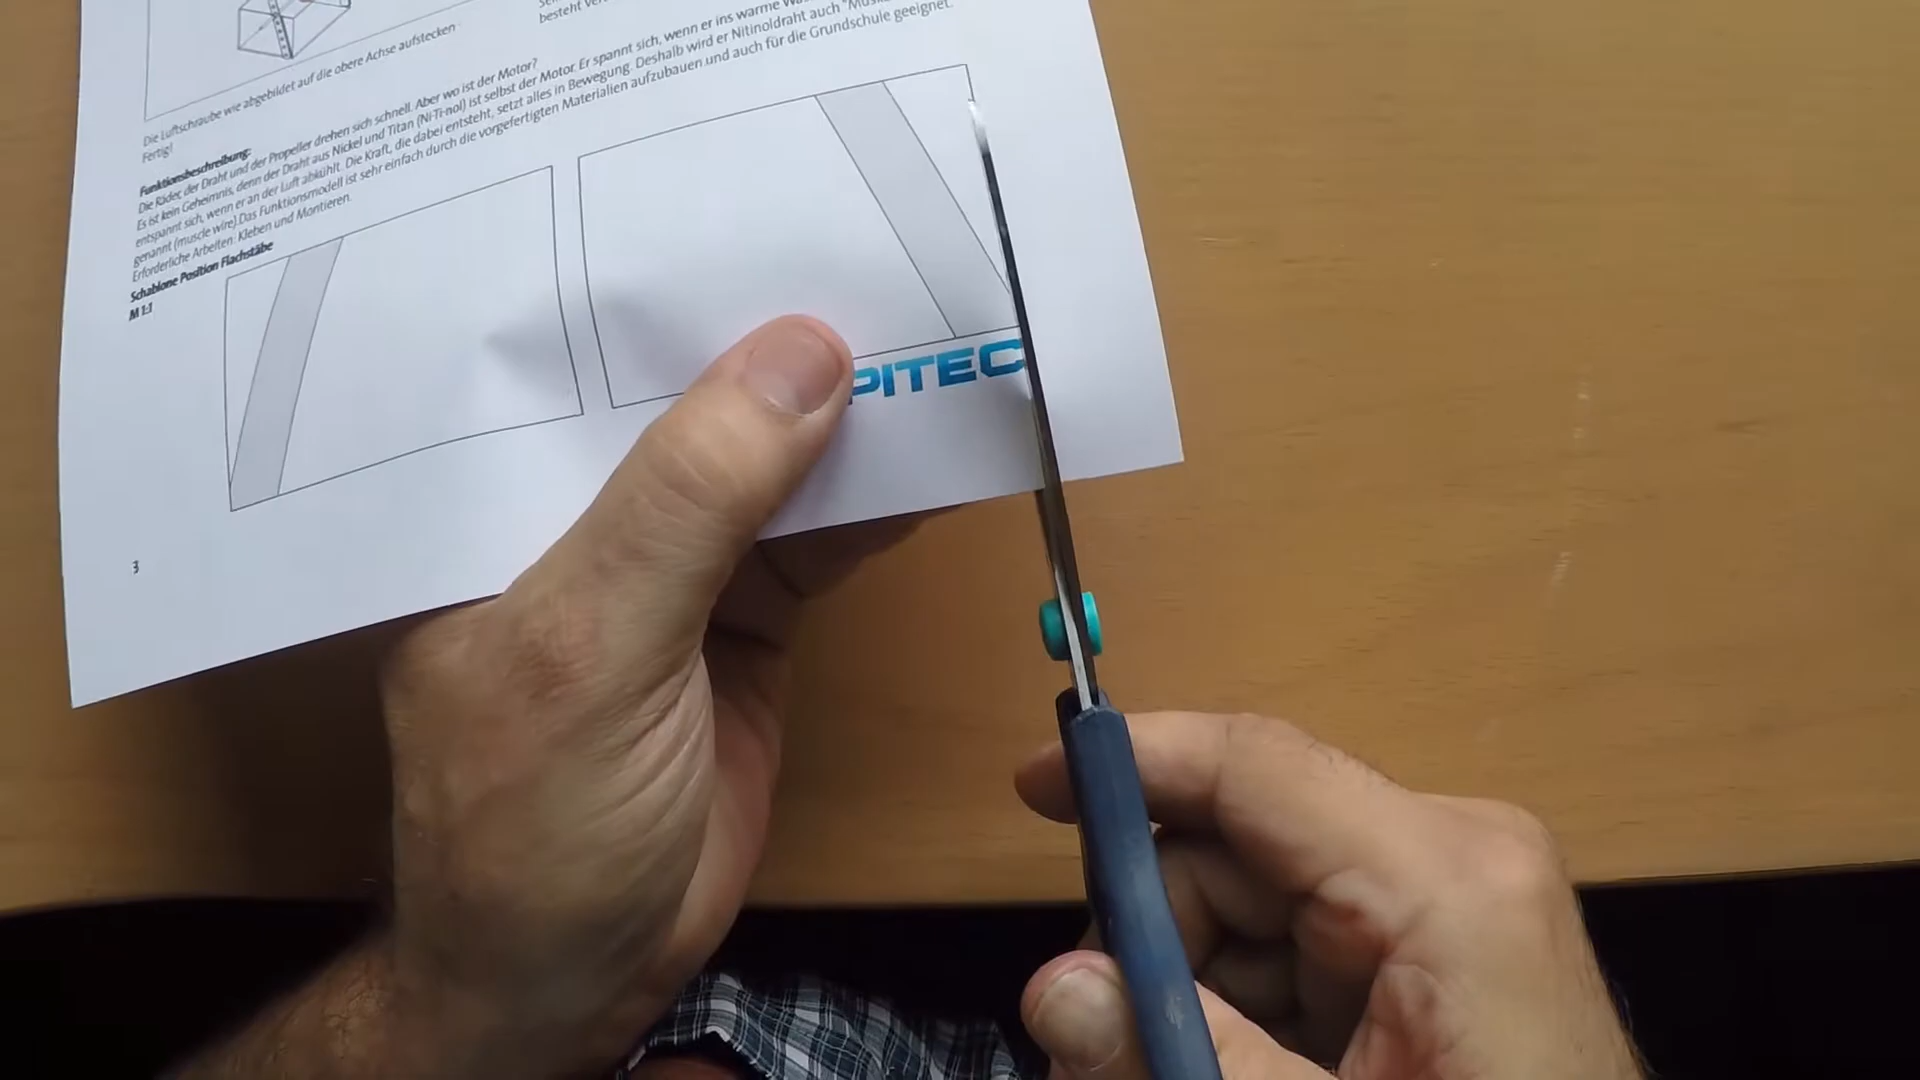 besteht
Die Luftschraube wie abgebildet auf die obere Achse aufstecken
Fertig!
Funktionsbeschreibung:
Die Räder, der Draht und der Propeller drehen sich schnell. Aber wo ist der Motor?
Es ist kein Geheimnis, denn der Draht aus Nickel und Titan (Ni-Ti-nol) ist selbst der Motor. Er spannt sich, wenn er ins warme
entspannt sich, wenn er an der Luft abkühlt. Die Kraft, die dabei entsteht, setzt alles in Bewegung. Deshalb wird er Nitinoldraht auch
genannt (muscle wire).Das Funktionsmodell ist sehr einfach durch die vorgefertigten Materialien aufzubauen und auch für die Grundschule geeignet.
Erforderliche Arbeiten: Kleben und Montieren.
Schablone Position Flachstäbe
M 1:1
PITEC
3